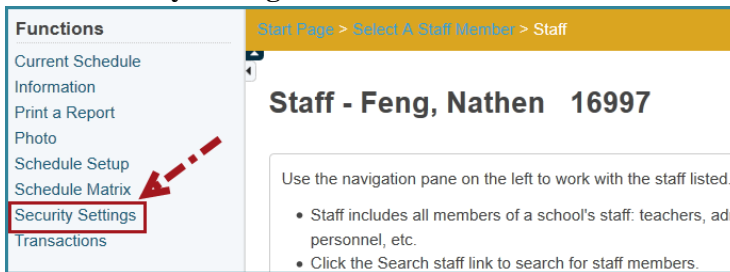 Functions
Current Schedule
Information
Print a Report
Photo
Schedule Setup
Schedule Matrix
Security Settings
Transactions
Start Page > Select A Staff Member > Staff
Staff - Feng, Nathen 16997
Use the navigation pane on the left to work with the staff listed.
• Staff includes all members of a school's staff: teachers, ad
personnel, etc.
• Click the Search staff link to search for staff members.